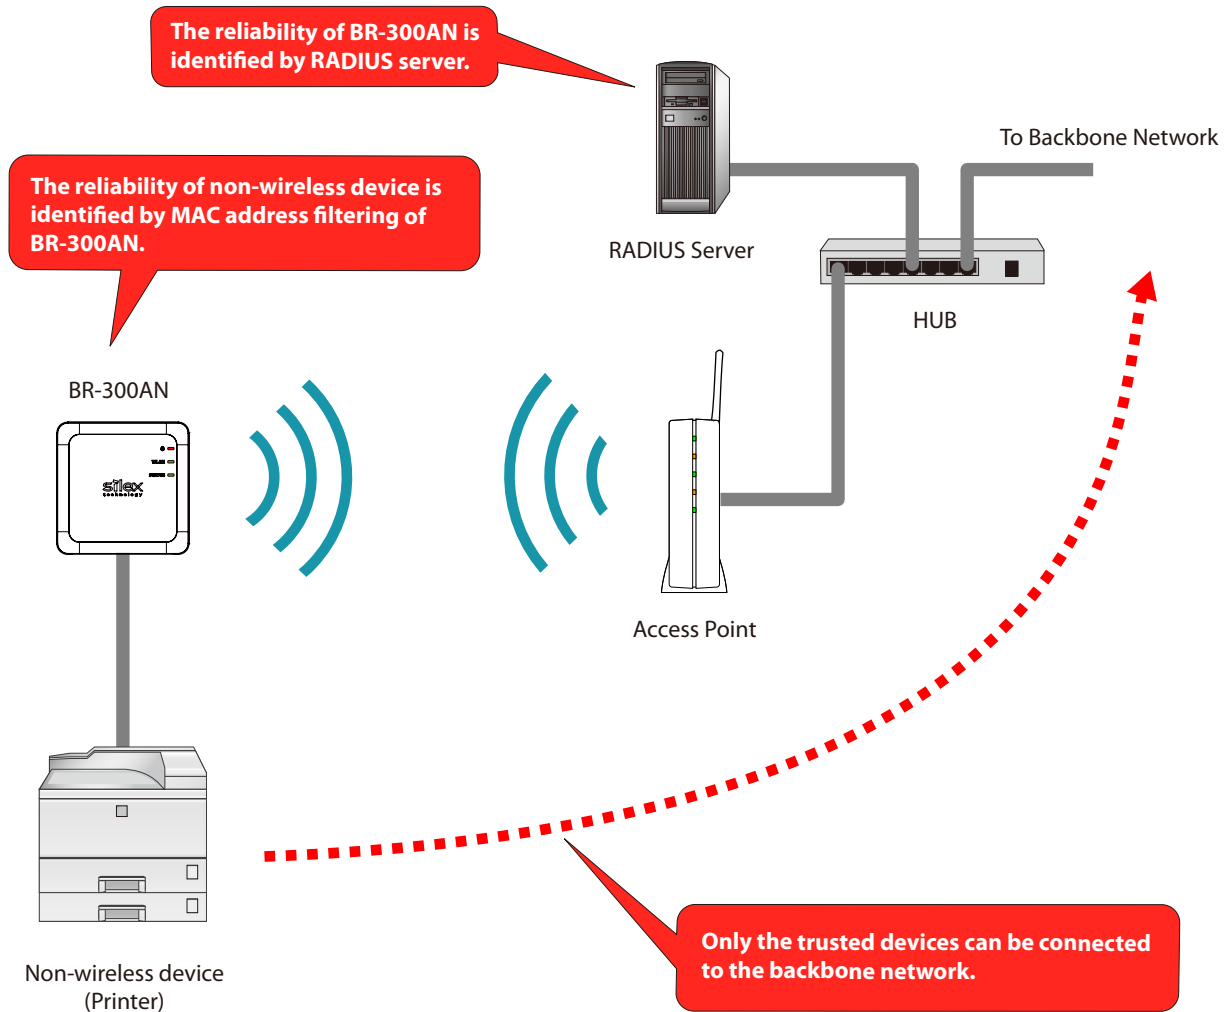 The reliability of BR-300AN is
identified by RADIUS server.
To Backbone Network
The reliability of non-wireless device is
identified by MAC address filtering of
BR-300AN.
RADIUS Server
HUB
BR-300AN
silex
technology
Access Point
Only the trusted devices can be connected
to the backbone network.
Non-wireless device
(Printer)